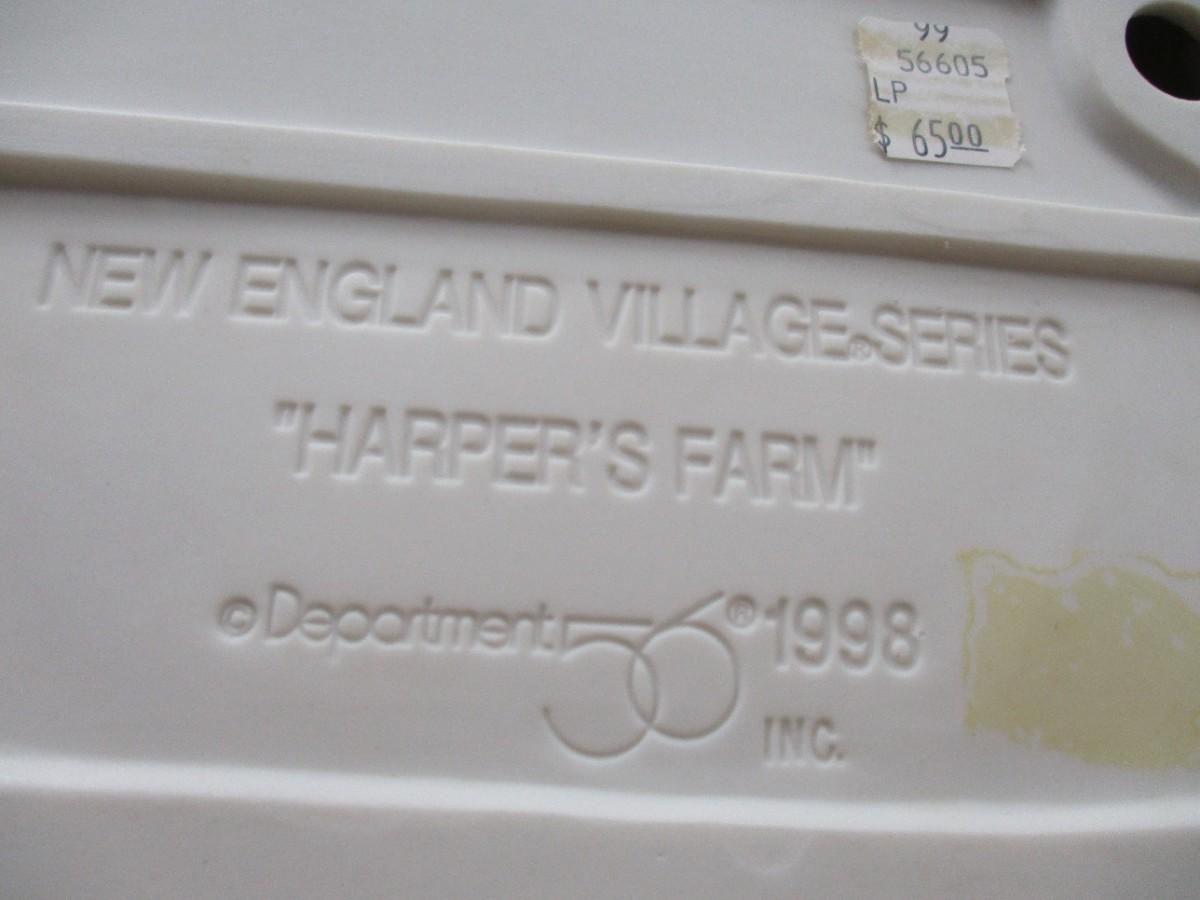 99
56605
LP
$ 6500
NEW ENGLAND VILLAGE® SERIES
"HARPER'S FARM"
© Department 56® 1998
INC.